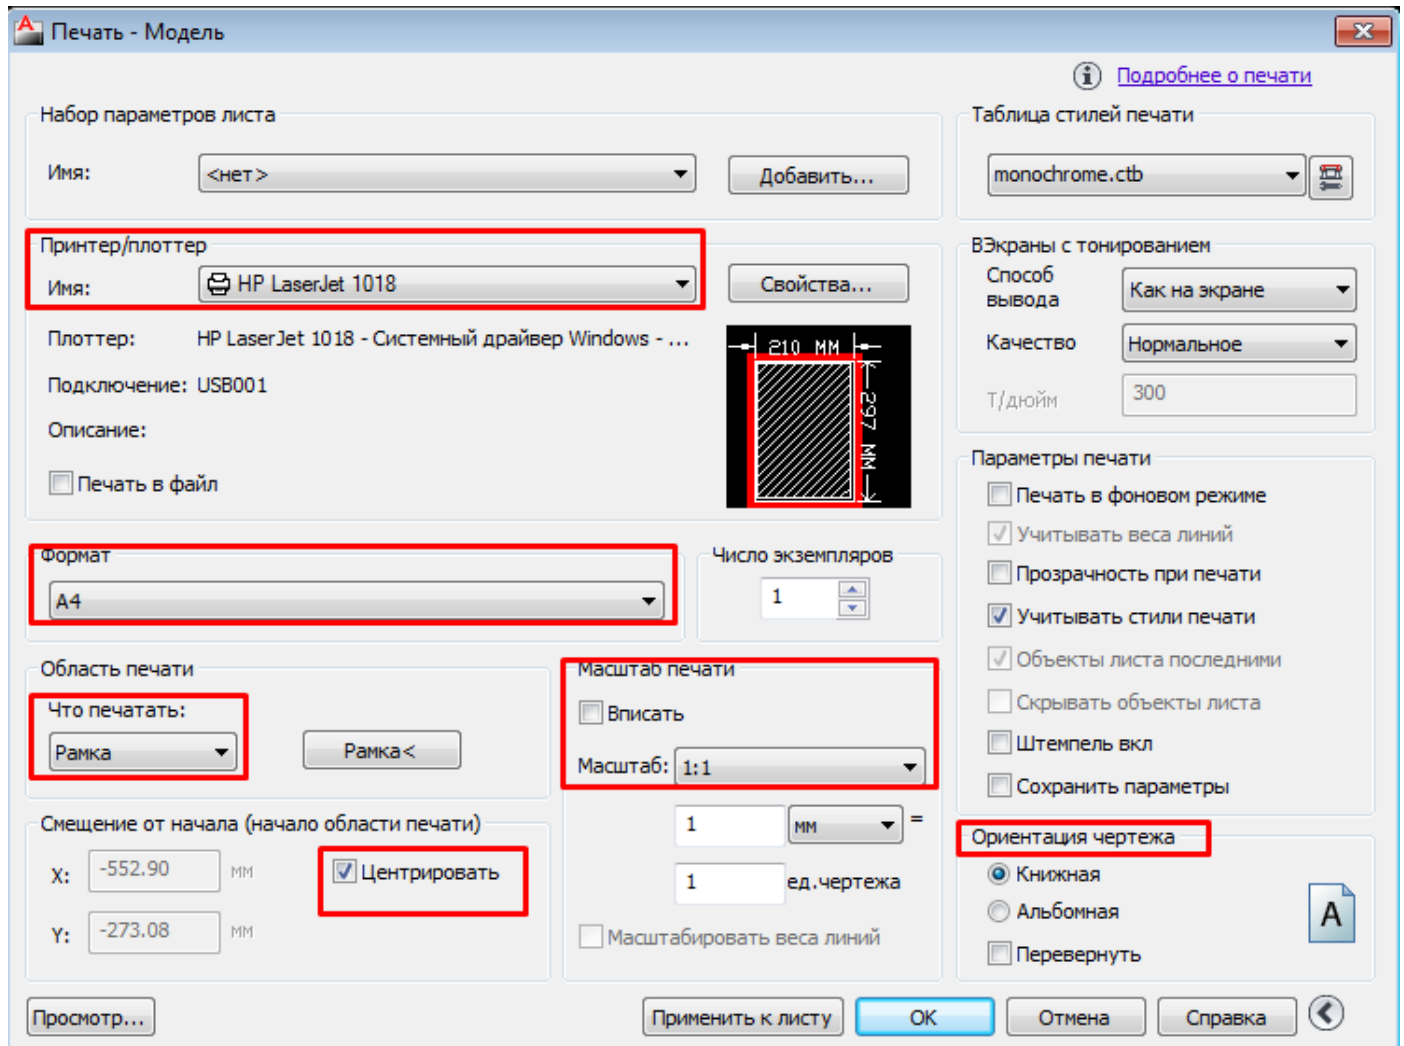 Печать - Модель
Подробнее о печати
Набор параметров листа
Имя:
<нет>
Добавить...
Таблица стилей печати
monochrome.ctb
Принтер/плоттер
Имя:
HP LaserJet 1018
Свойства...
Плоттер:
HP LaserJet 1018 - Системный драйвер Windows - ...
Подключение: USB001
Описание:
Печать в файл
210 MM
297 MM
ВЭкраны с тонированием
Способ
вывода
Как на экране
Качество
Нормальное
Т/дюйм
300
Формат
A4
Число экземпляров
1
Параметры печати
Печать в фоновом режиме
Учитывать веса линий
Прозрачность при печати
Учитывать стили печати
Объекты листа последними
Скрывать объекты листа
Штемпель вкл
Сохранить параметры
Область печати
Что печатать:
Рамка
Рамка<
Масштаб печати
Вписать
Масштаб: 1:1
1 мм =
1 ед.чертежа
Масштабировать веса линий
Смещение от начала (начало области печати)
X: -552.90 мм
Центрировать
Y: -273.08 мм
Ориентация чертежа
Книжная
Альбомная
Перевернуть
A
Просмотр...
Применить к листу
ОК
Отмена
Справка